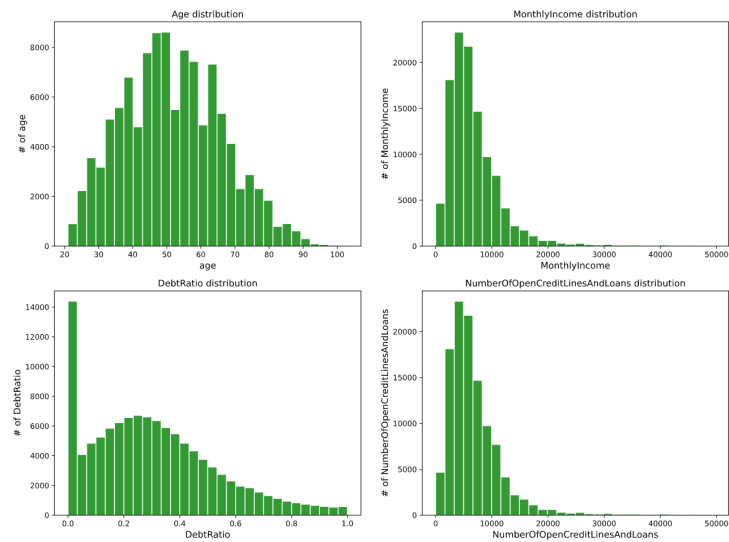 Age distribution
# of age
8000
6000
4000
2000
0
20 30 40 50 60 70 80 90 100
age
MonthlyIncome distribution
# of MonthlyIncome
20000
15000
10000
5000
0
0 10000 20000 30000 40000 50000
MonthlyIncome
DebtRatio distribution
# of DebtRatio
14000
12000
10000
8000
6000
4000
2000
0
0.0 0.2 0.4 0.6 0.8 1.0
DebtRatio
NumberOfOpenCreditLinesAndLoans distribution
# of NumberOfOpenCreditLinesAndLoans
20000
15000
10000
5000
0
0 10000 20000 30000 40000 50000
NumberOfOpenCreditLinesAndLoans